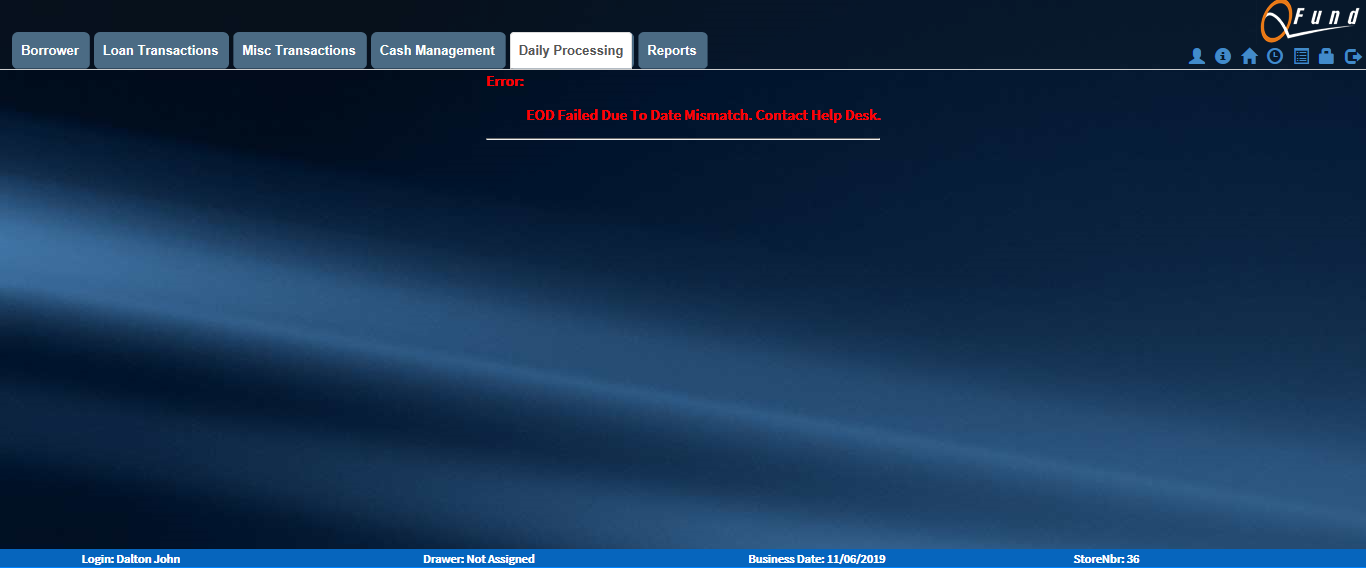 Fund
Borrower Loan Transactions Misc Transactions Cash Management Daily Processing Reports
Error:
EOD Failed Due To Date Mismatch. Contact Help Desk.
Login: Dalton John Drawer: Not Assigned Business Date: 11/06/2019 StoreNbr: 36